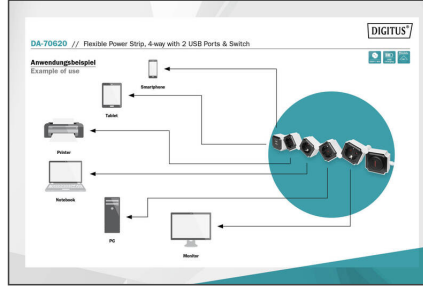 DIGITUS®
DA-70620 // Flexible Power Strip, 4-way with 2 USB Ports & Switch
Anwendungsbeispiel
Example of use
Smartphone
Tablet
Printer
Notebook
PC
Monitor